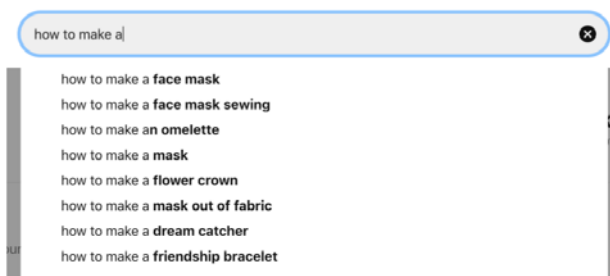 how to make a
how to make a face mask
how to make a face mask sewing
how to make an omelette
how to make a mask
how to make a flower crown
how to make a mask out of fabric
how to make a dream catcher
how to make a friendship bracelet